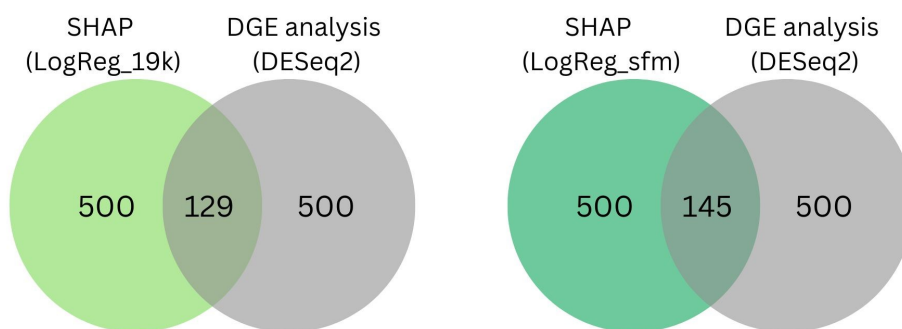 SHAP
(LogReg_19k)
DGE analysis
(DESeq2)
500
129
500
SHAP
(LogReg_sfm)
DGE analysis
(DESeq2)
500
145
500